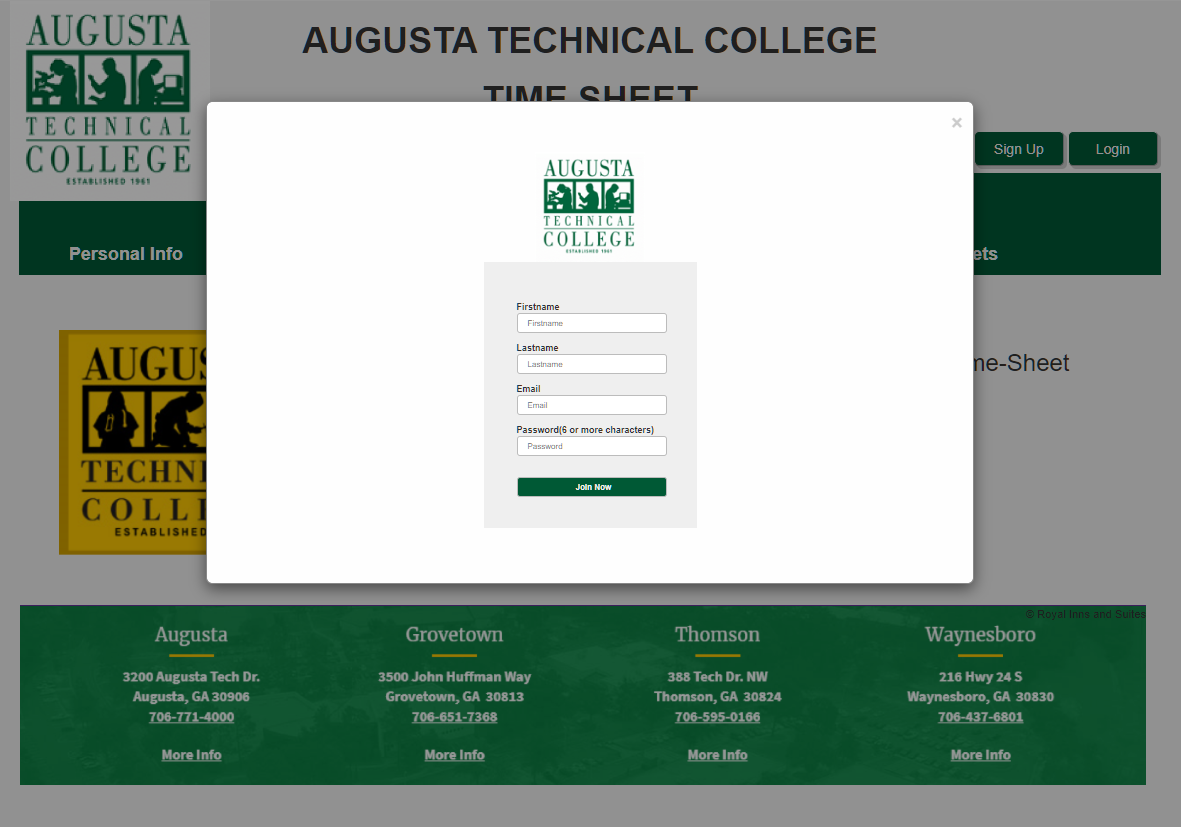 AUGUSTA
TECHNICAL
COLLEGE
ESTABLISHED 1961
AUGUSTA TECHNICAL COLLEGE
TIME SHEET
Sign Up
Login
Personal Info
ets
×
AUGUSTA
TECHNICAL
COLLEGE
ESTABLISHED 1961
Firstname
Firstname
Lastname
Lastname
Email
Email
Password(6 or more characters)
Password
Join Now
AUGUS
TECHNI
COLL
ESTABLISHED
me-Sheet
© Royal Inns and Suites
Augusta
3200 Augusta Tech Dr.
Augusta, GA 30906
706-771-4000
More Info
Grovetown
3500 John Huffman Way
Grovetown, GA 30813
706-651-7368
More Info
Thomson
388 Tech Dr. NW
Thomson, GA 30824
706-595-0166
More Info
Waynesboro
216 Hwy 24 S
Waynesboro, GA 30830
706-437-6801
More Info